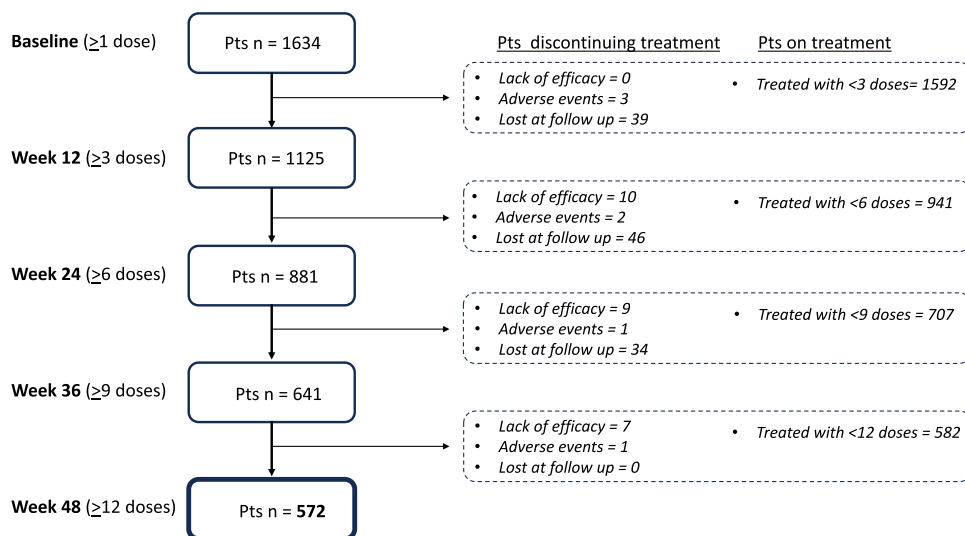 Baseline (≥1 dose)
Pts n = 1634
Pts discontinuing treatment
Pts on treatment
• Lack of efficacy = 0
• Adverse events = 3
• Lost at follow up = 39
• Treated with <3 doses= 1592
Week 12 (≥3 doses)
Pts n = 1125
• Lack of efficacy = 10
• Adverse events = 2
• Lost at follow up = 46
• Treated with <6 doses = 941
Week 24 (≥6 doses)
Pts n = 881
• Lack of efficacy = 9
• Adverse events = 1
• Lost at follow up = 34
• Treated with <9 doses = 707
Week 36 (≥9 doses)
Pts n = 641
• Lack of efficacy = 7
• Adverse events = 1
• Lost at follow up = 0
• Treated with <12 doses = 582
Week 48 (≥12 doses)
Pts n = 572